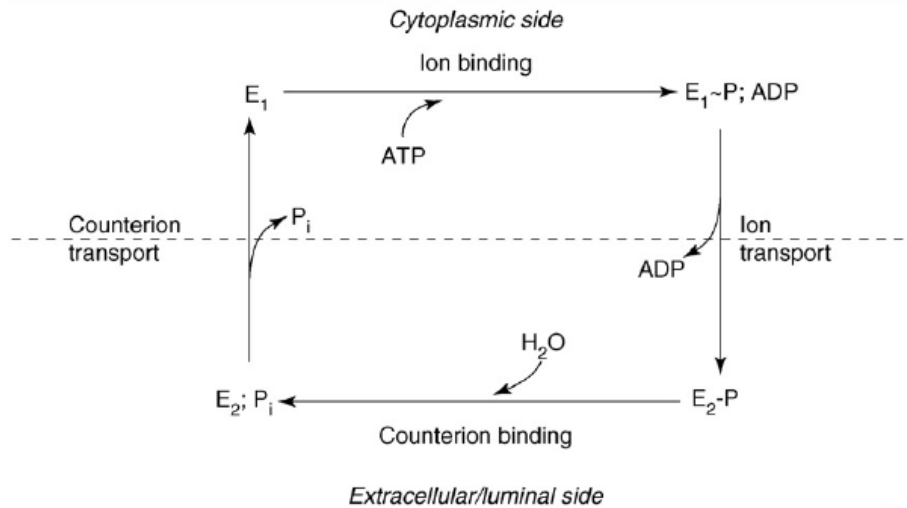 Cytoplasmic side
Ion binding
E₁
E₁~P; ADP
ATP
Counterion
transport
Pᵢ
Ion
transport
ADP
H₂O
E₂; Pᵢ
E₂-P
Counterion binding
Extracellular/luminal side